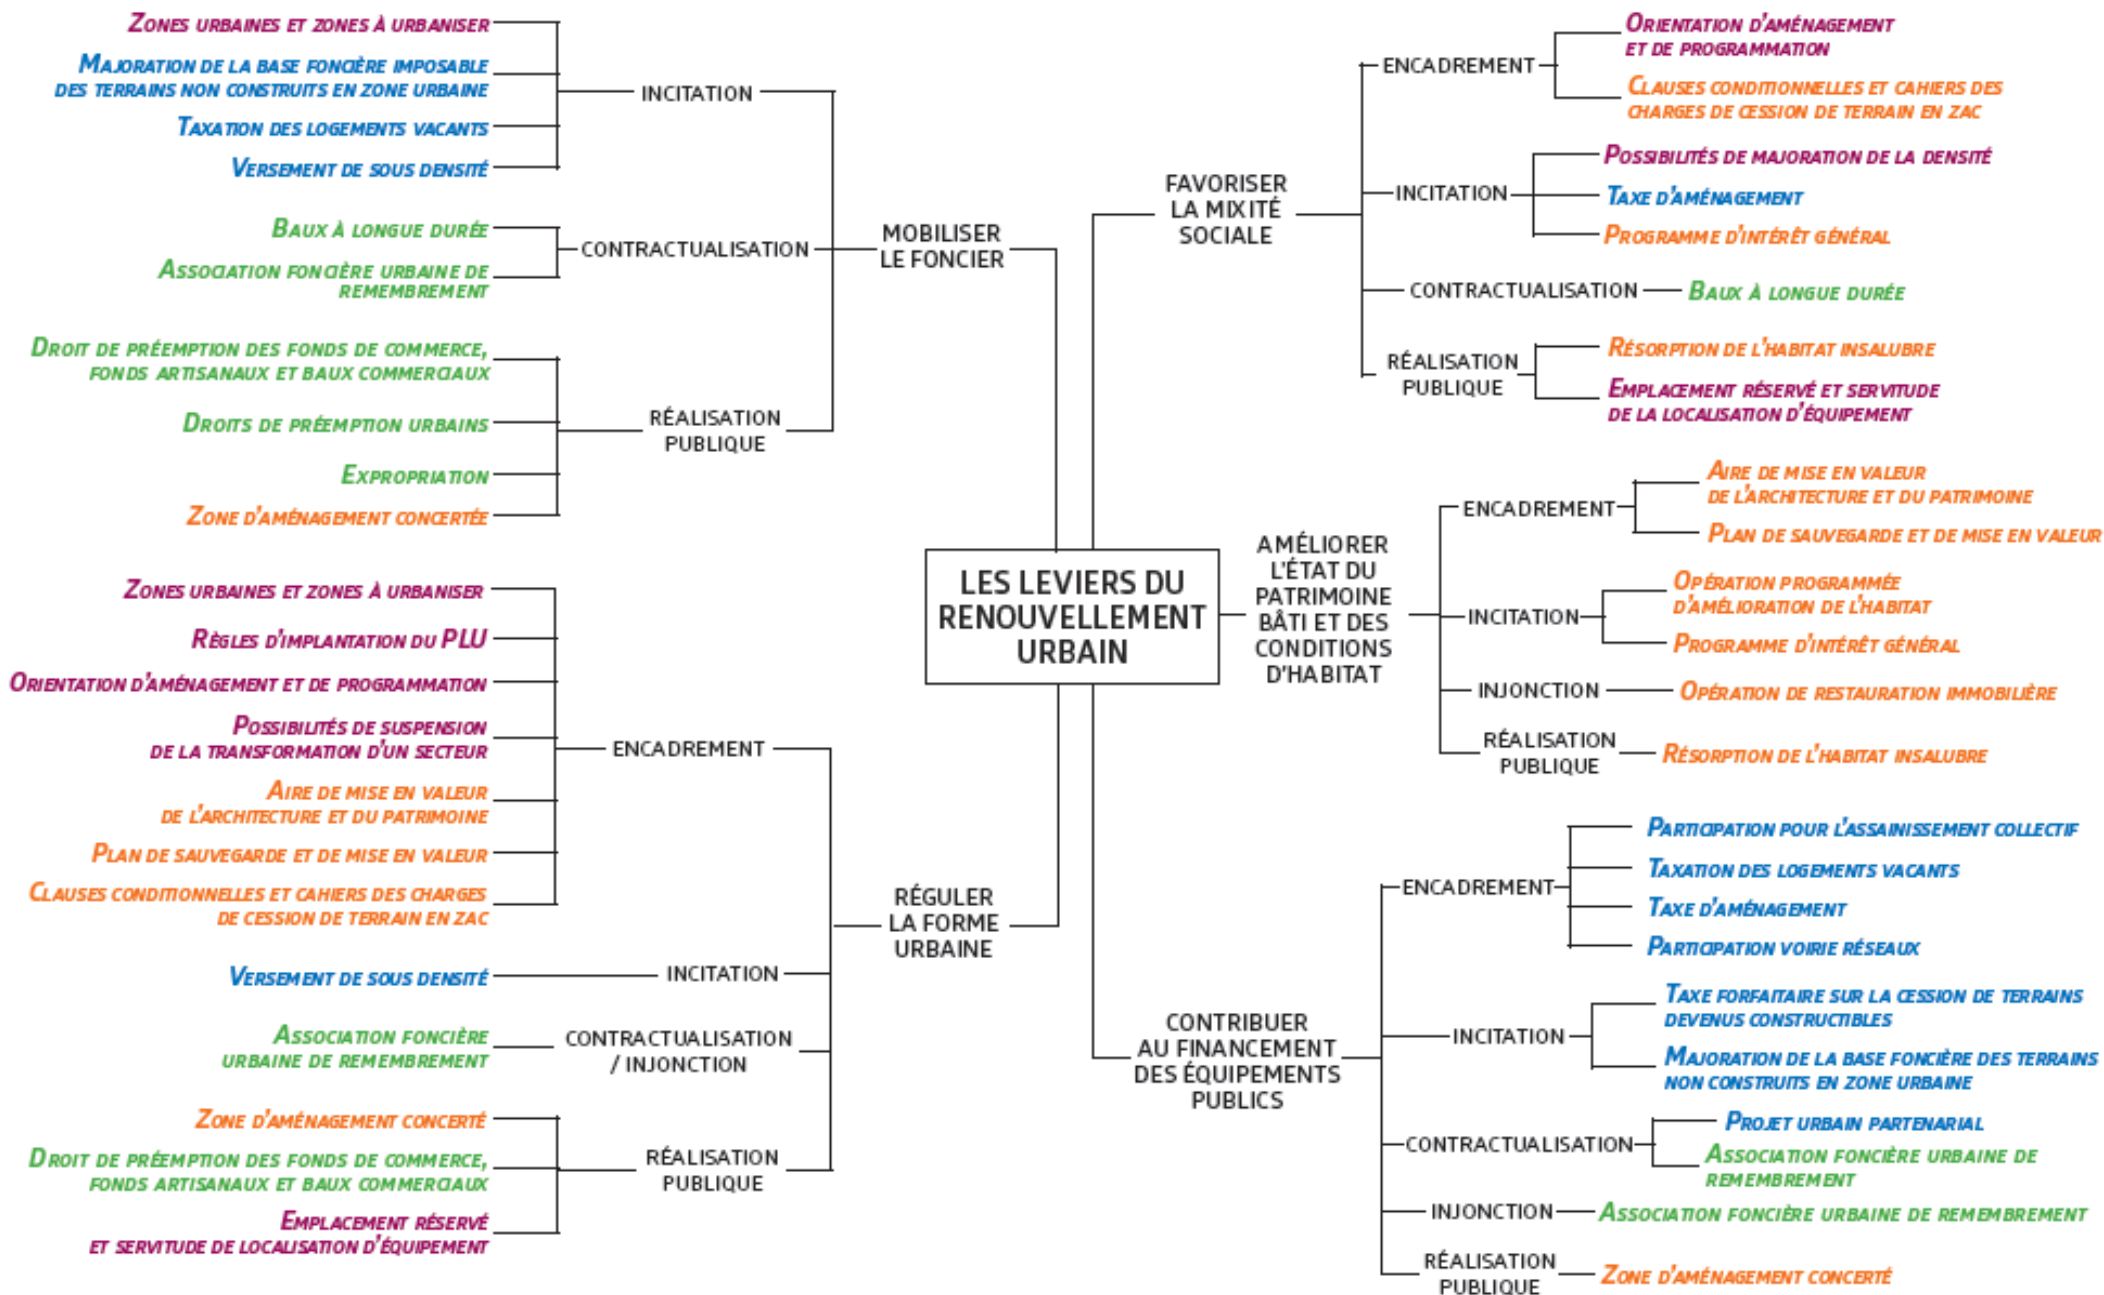 ZONES URBAINES ET ZONES À URBANISER
MAJORATION DE LA BASE FONCIÈRE IMPOSABLE
DES TERRAINS NON CONSTRUITS EN ZONE URBAINE
TAXATION DES LOGEMENTS VACANTS
VERSEMENT DE SOUS DENSITÉ
INCITATION
BAUX À LONGUE DURÉE
ASSOCIATION FONCIÈRE URBAINE DE
REMEMBREMENT
CONTRACTUALISATION
DROIT DE PRÉEMPTION DES FONDS DE COMMERCE,
FONDS ARTISANAUX ET BAUX COMMERCIAUX
DROITS DE PRÉEMPTION URBAINS
EXPROPRIATION
ZONE D'AMÉNAGEMENT CONCERTÉE
RÉALISATION
PUBLIQUE
MOBILISER
LE FONCIER
ZONES URBAINES ET ZONES À URBANISER
RÈGLES D'IMPLANTATION DU PLU
ORIENTATION D'AMÉNAGEMENT ET DE PROGRAMMATION
POSSIBILITÉS DE SUSPENSION
DE LA TRANSFORMATION D'UN SECTEUR
AIRE DE MISE EN VALEUR
DE L'ARCHITECTURE ET DU PATRIMOINE
PLAN DE SAUVEGARDE ET DE MISE EN VALEUR
CLAUSES CONDITIONNELLES ET CAHIERS DES CHARGES
DE CESSION DE TERRAIN EN ZAC
ENCADREMENT
VERSEMENT DE SOUS DENSITÉ
INCITATION
ASSOCIATION FONCIÈRE
URBAINE DE REMEMBREMENT
CONTRACTUALISATION
/ INJONCTION
ZONE D'AMÉNAGEMENT CONCERTÉ
DROIT DE PRÉEMPTION DES FONDS DE COMMERCE,
FONDS ARTISANAUX ET BAUX COMMERCIAUX
EMPLACEMENT RÉSERVÉ
ET SERVITUDE DE LOCALISATION D'ÉQUIPEMENT
RÉALISATION
PUBLIQUE
RÉGULER
LA FORME
URBAINE
LES LEVIERS DU
RENOUVELLEMENT
URBAIN
FAVORISER
LA MIXITÉ
SOCIALE
ENCADREMENT
ORIENTATION D'AMÉNAGEMENT
ET DE PROGRAMMATION
CLAUSES CONDITIONNELLES ET CAHIERS DES
CHARGES DE CESSION DE TERRAIN EN ZAC
INCITATION
POSSIBILITÉS DE MAJORATION DE LA DENSITÉ
TAXE D'AMÉNAGEMENT
PROGRAMME D'INTÉRÊT GÉNÉRAL
CONTRACTUALISATION
BAUX À LONGUE DURÉE
RÉALISATION
PUBLIQUE
RÉSORPTION DE L'HABITAT INSALUBRE
EMPLACEMENT RÉSERVÉ ET SERVITUDE
DE LA LOCALISATION D'ÉQUIPEMENT
AMÉLIORER
L'ÉTAT DU
PATRIMOINE
BÂTI ET DES
CONDITIONS
D'HABITAT
ENCADREMENT
AIRE DE MISE EN VALEUR
DE L'ARCHITECTURE ET DU PATRIMOINE
PLAN DE SAUVEGARDE ET DE MISE EN VALEUR
INCITATION
OPÉRATION PROGRAMMÉE
D'AMÉLIORATION DE L'HABITAT
PROGRAMME D'INTÉRÊT GÉNÉRAL
INJONCTION
OPÉRATION DE RESTAURATION IMMOBILIÈRE
RÉALISATION
PUBLIQUE
RÉSORPTION DE L'HABITAT INSALUBRE
CONTRIBUER
AU FINANCEMENT
DES ÉQUIPEMENTS
PUBLICS
ENCADREMENT
PARTICIPATION POUR L'ASSAINISSEMENT COLLECTIF
TAXATION DES LOGEMENTS VACANTS
TAXE D'AMÉNAGEMENT
PARTICIPATION VOIRIE RÉSEAUX
INCITATION
TAXE FORFAITAIRE SUR LA CESSION DE TERRAINS
DEVENUS CONSTRUCTIBLES
MAJORATION DE LA BASE FONCIÈRE DES TERRAINS
NON CONSTRUITS EN ZONE URBAINE
CONTRACTUALISATION
PROJET URBAIN PARTENARIAL
ASSOCIATION FONCIÈRE URBAINE DE
REMEMBREMENT
INJONCTION
ASSOCIATION FONCIÈRE URBAINE DE REMEMBREMENT
RÉALISATION
PUBLIQUE
ZONE D'AMÉNAGEMENT CONCERTÉ